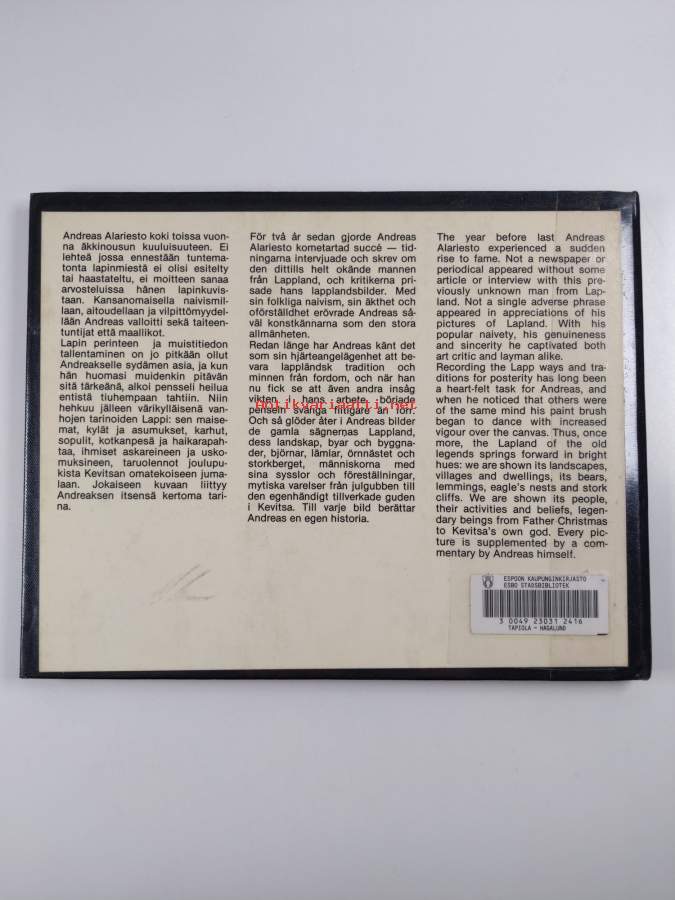 Andreas Alariesto koki toissa vuon-
na äkkinousun kuuluisuuteen. Ei
lehteä jossa ennestään tuntema-
tonta lapinmiestä ei olisi esitelty
tai haastateltu, ei moitteen sanaa
arvosteluissa hänen lapinkuvis-
taan. Kansanomaisella naivismil-
laan, aitoudellaan ja vilpittömyydel-
lään Andreas valloitti sekä taiteen-
tuntijat että maallikot.
Lapin perinteen ja muistitiedon
tallentaminen on jo pitkään ollut
Andreakselle sydämen asia, ja kun
hän huomasi muidenkin pitävän
sitä tärkeänä, alkoi pensseli heilua
entistä tiuhempaan tahtiin. Niin
hehkuu jälleen värikylläisenä van-
hojen tarinoiden Lappi: sen maise-
mat, kylät ja asumukset, karhut,
sopulit, kotkanpesä ja haikarapah-
taa, ihmiset askareineen ja usko-
muksineen, taruolennot joulupu-
kista Kevitsan omatekoiseen juma-
laan. Jokaiseen kuvaan liittyy
Andreaksen itsensä kertoma tari-
na.
För två år sedan gjorde Andreas
Alariesto kometartad succè — tid-
ningarna intervjuade och skrev om
den dittills helt okände mannen
från Lappland, och kritikerna pri-
sade hans lapplandsbilder. Med
sin folkliga naivism, sin äkthet och
oförställdhet erövrade Andreas så-
väl konstkännarna som den stora
allmänheten.
Redan länge har Andreas känt det
som sin hjärteangelägenhet att be-
vara lappländsk tradition och
minnen från fordom, och när han
nu fick se att även andra insåg
vikten i hans arbete, började
penseln svänga flitigare än förr.
Och så glöder åter i Andreas bilder
de gamla sägnernas Lappland,
dess landskap, byar och byggna-
der, björnar, lämlar, örnnästet och
storkberget, människorna med
sina sysslor och föreställningar,
mytiska varelser från julgubben till
den egenhändigt tillverkade guden
i Kevitsa. Till varje bild berättar
Andreas en egen historia.
The year before last Andreas
Alariesto experienced a sudden
rise to fame. Not a newspaper or
periodical appeared without some
article or interview with this pre-
viously unknown man from Lap-
land. Not a single adverse phrase
appeared in appreciations of his
pictures of Lapland. With his
popular naivety, his genuineness
and sincerity he captivated both
art critic and layman alike.
Recording the Lapp ways and tra-
ditions for posterity has long been
a heart-felt task for Andreas, and
when he noticed that others were
of the same mind his paint brush
began to dance with increased
vigour over the canvas. Thus, once
more, the Lapland of the old
legends springs forward in bright
hues: we are shown its landscapes,
villages and dwellings, its bears,
lemmings, eagle's nests and stork
cliffs. We are shown its people,
their activities and beliefs, legen-
dary beings from Father Christmas
to Kevitsa's own god. Every pic-
ture is supplemented by a com-
mentary by Andreas himself.
Antikvariaatti.net
ESPOON KAUPUNGINKIRJASTO
ESBO STADSBIBLIOTEK
3 0049 23031 2416
TAPIOLA - HAGALUND